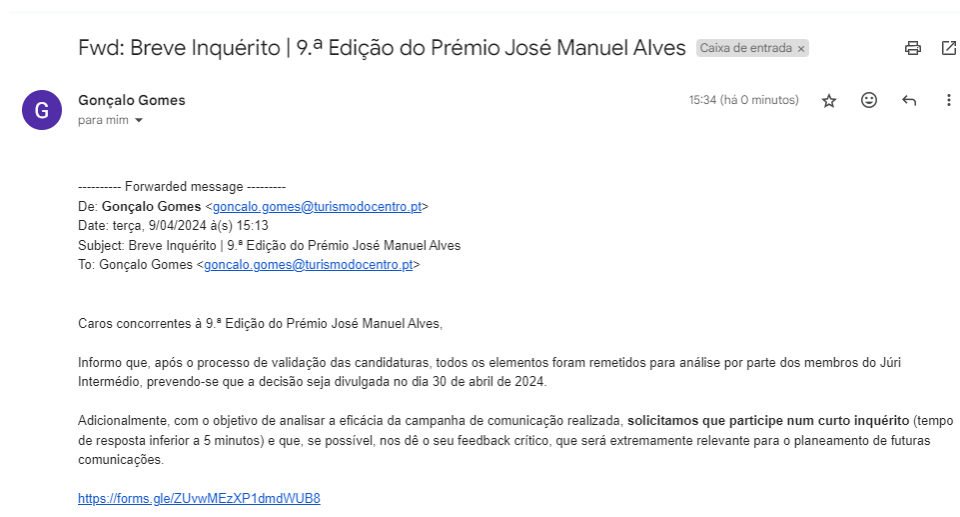 Fwd: Breve Inquérito | 9.ª Edição do Prémio José Manuel Alves Caixa de entrada ×
G
Gonçalo Gomes 15:34 (há 0 minutos)
para mim
---------- Forwarded message ---------
De: Gonçalo Gomes <goncalo.gomes@turismodocentro.pt>
Date: terça, 9/04/2024 à(s) 15:13
Subject: Breve Inquérito | 9.ª Edição do Prémio José Manuel Alves
To: Gonçalo Gomes <goncalo.gomes@turismodocentro.pt>
Caros concorrentes à 9.ª Edição do Prémio José Manuel Alves,
Informo que, após o processo de validação das candidaturas, todos os elementos foram remetidos para análise por parte dos membros do Júri
Intermédio, prevendo-se que a decisão seja divulgada no dia 30 de abril de 2024.
Adicionalmente, com o objetivo de analisar a eficácia da campanha de comunicação realizada, solicitamos que participe num curto inquérito (tempo
de resposta inferior a 5 minutos) e que, se possível, nos dê o seu feedback crítico, que será extremamente relevante para o planeamento de futuras
comunicações.
https://forms.gle/ZUvwMEzXP1dmdWUB8